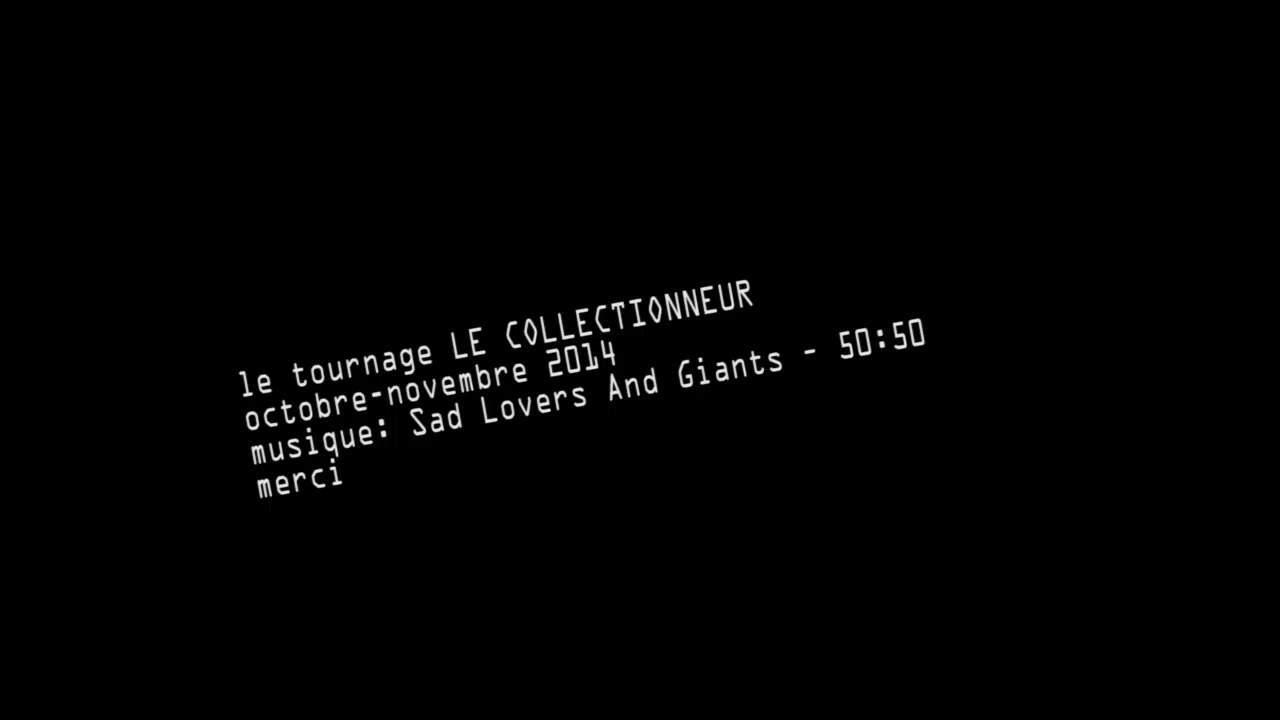 le tournage LE COLLECTIONNEUR
octobre-novembre 2014
musique: Sad Lovers And Giants - 50:50
merci